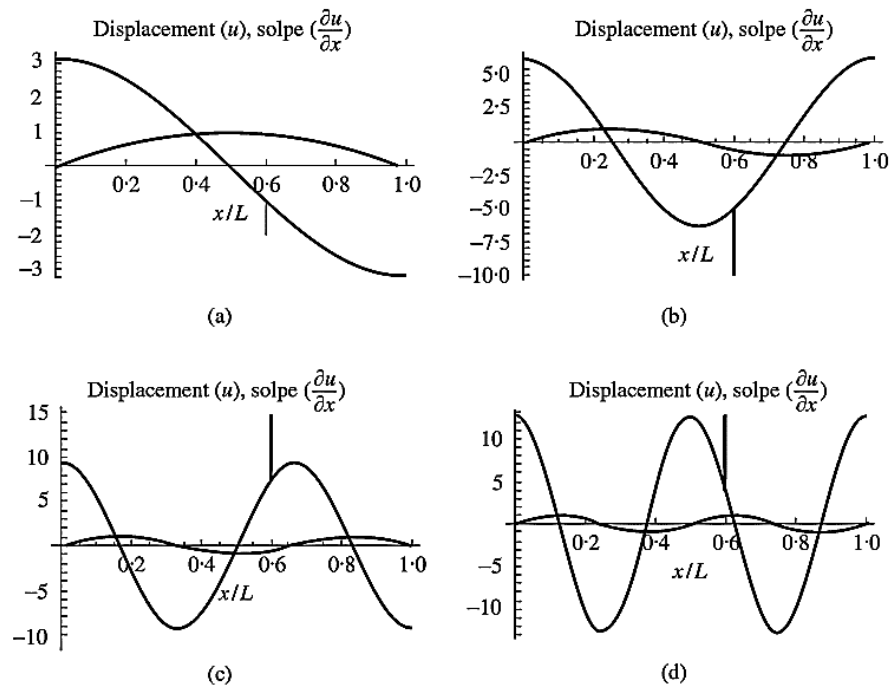 Displacement (u), solpe (∂u/∂x)
3
2
1
0·2 0·4 0·6 0·8 1·0
−1
x/L
−2
−3
(a)
Displacement (u), solpe (∂u/∂x)
5·0
2·5
0·2 0·4 0·6 0·8 1·0
−2·5
−5·0
−7·5
x/L
−10·0
(b)
Displacement (u), solpe (∂u/∂x)
15
10
5
0·2 0·4 0·6 0·8 1·0
−5
x/L
−10
(c)
Displacement (u), solpe (∂u/∂x)
10
5
0·2 0·4 0·6 0·8 1·0
−5
x/L
−10
(d)